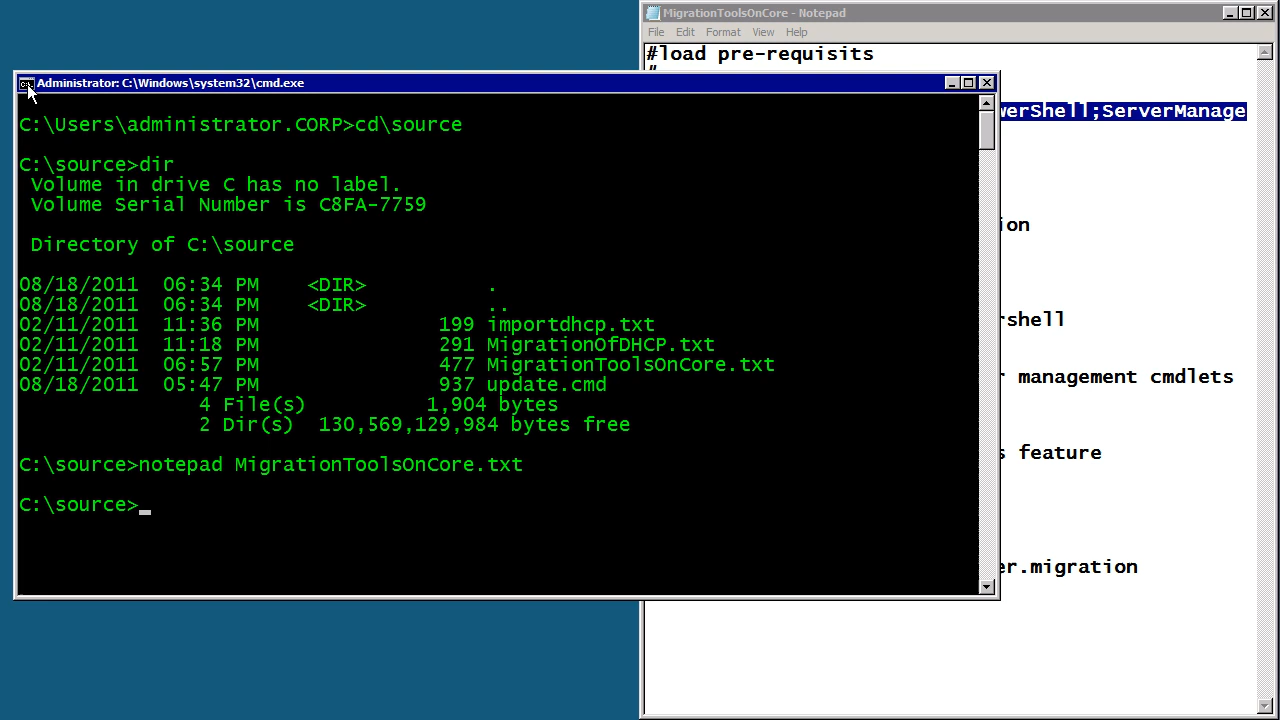 MigrationToolsOnCore - Notepad
File Edit Format View Help
#load pre-requisits
Administrator: C:\Windows\system32\cmd.exe
C:\Users\administrator.CORP>cd\source
C:\source>dir
Volume in drive C has no label.
Volume Serial Number is C8FA-7759
Directory of C:\source
08/18/2011 06:34 PM <DIR> .
08/18/2011 06:34 PM <DIR> ..
02/11/2011 11:36 PM 199 importdhcp.txt
02/11/2011 11:18 PM 291 MigrationOfDHCP.txt
02/11/2011 06:57 PM 477 MigrationToolsOnCore.txt
08/18/2011 05:47 PM 937 update.cmd
4 File(s) 1,904 bytes
2 Dir(s) 130,569,129,984 bytes free
C:\source>notepad MigrationToolsOnCore.txt
C:\source>_
werShell;ServerManage
ion
rshell
r management cmdlets
s feature
er.migration